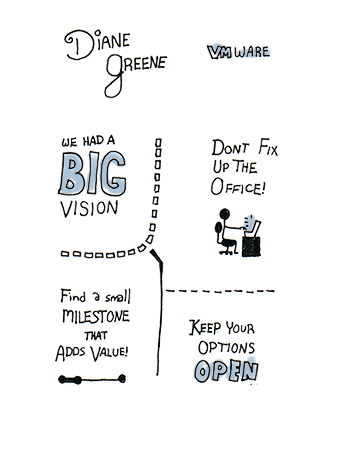 DIANE
GREENE
VMWARE
WE HAD A
BIG
VISION
DONT FIX
UP THE
OFFICE!
Find a small
MILESTONE
THAT
ADDS VALUE!
KEEP YOUR
OPTIONS
OPEN